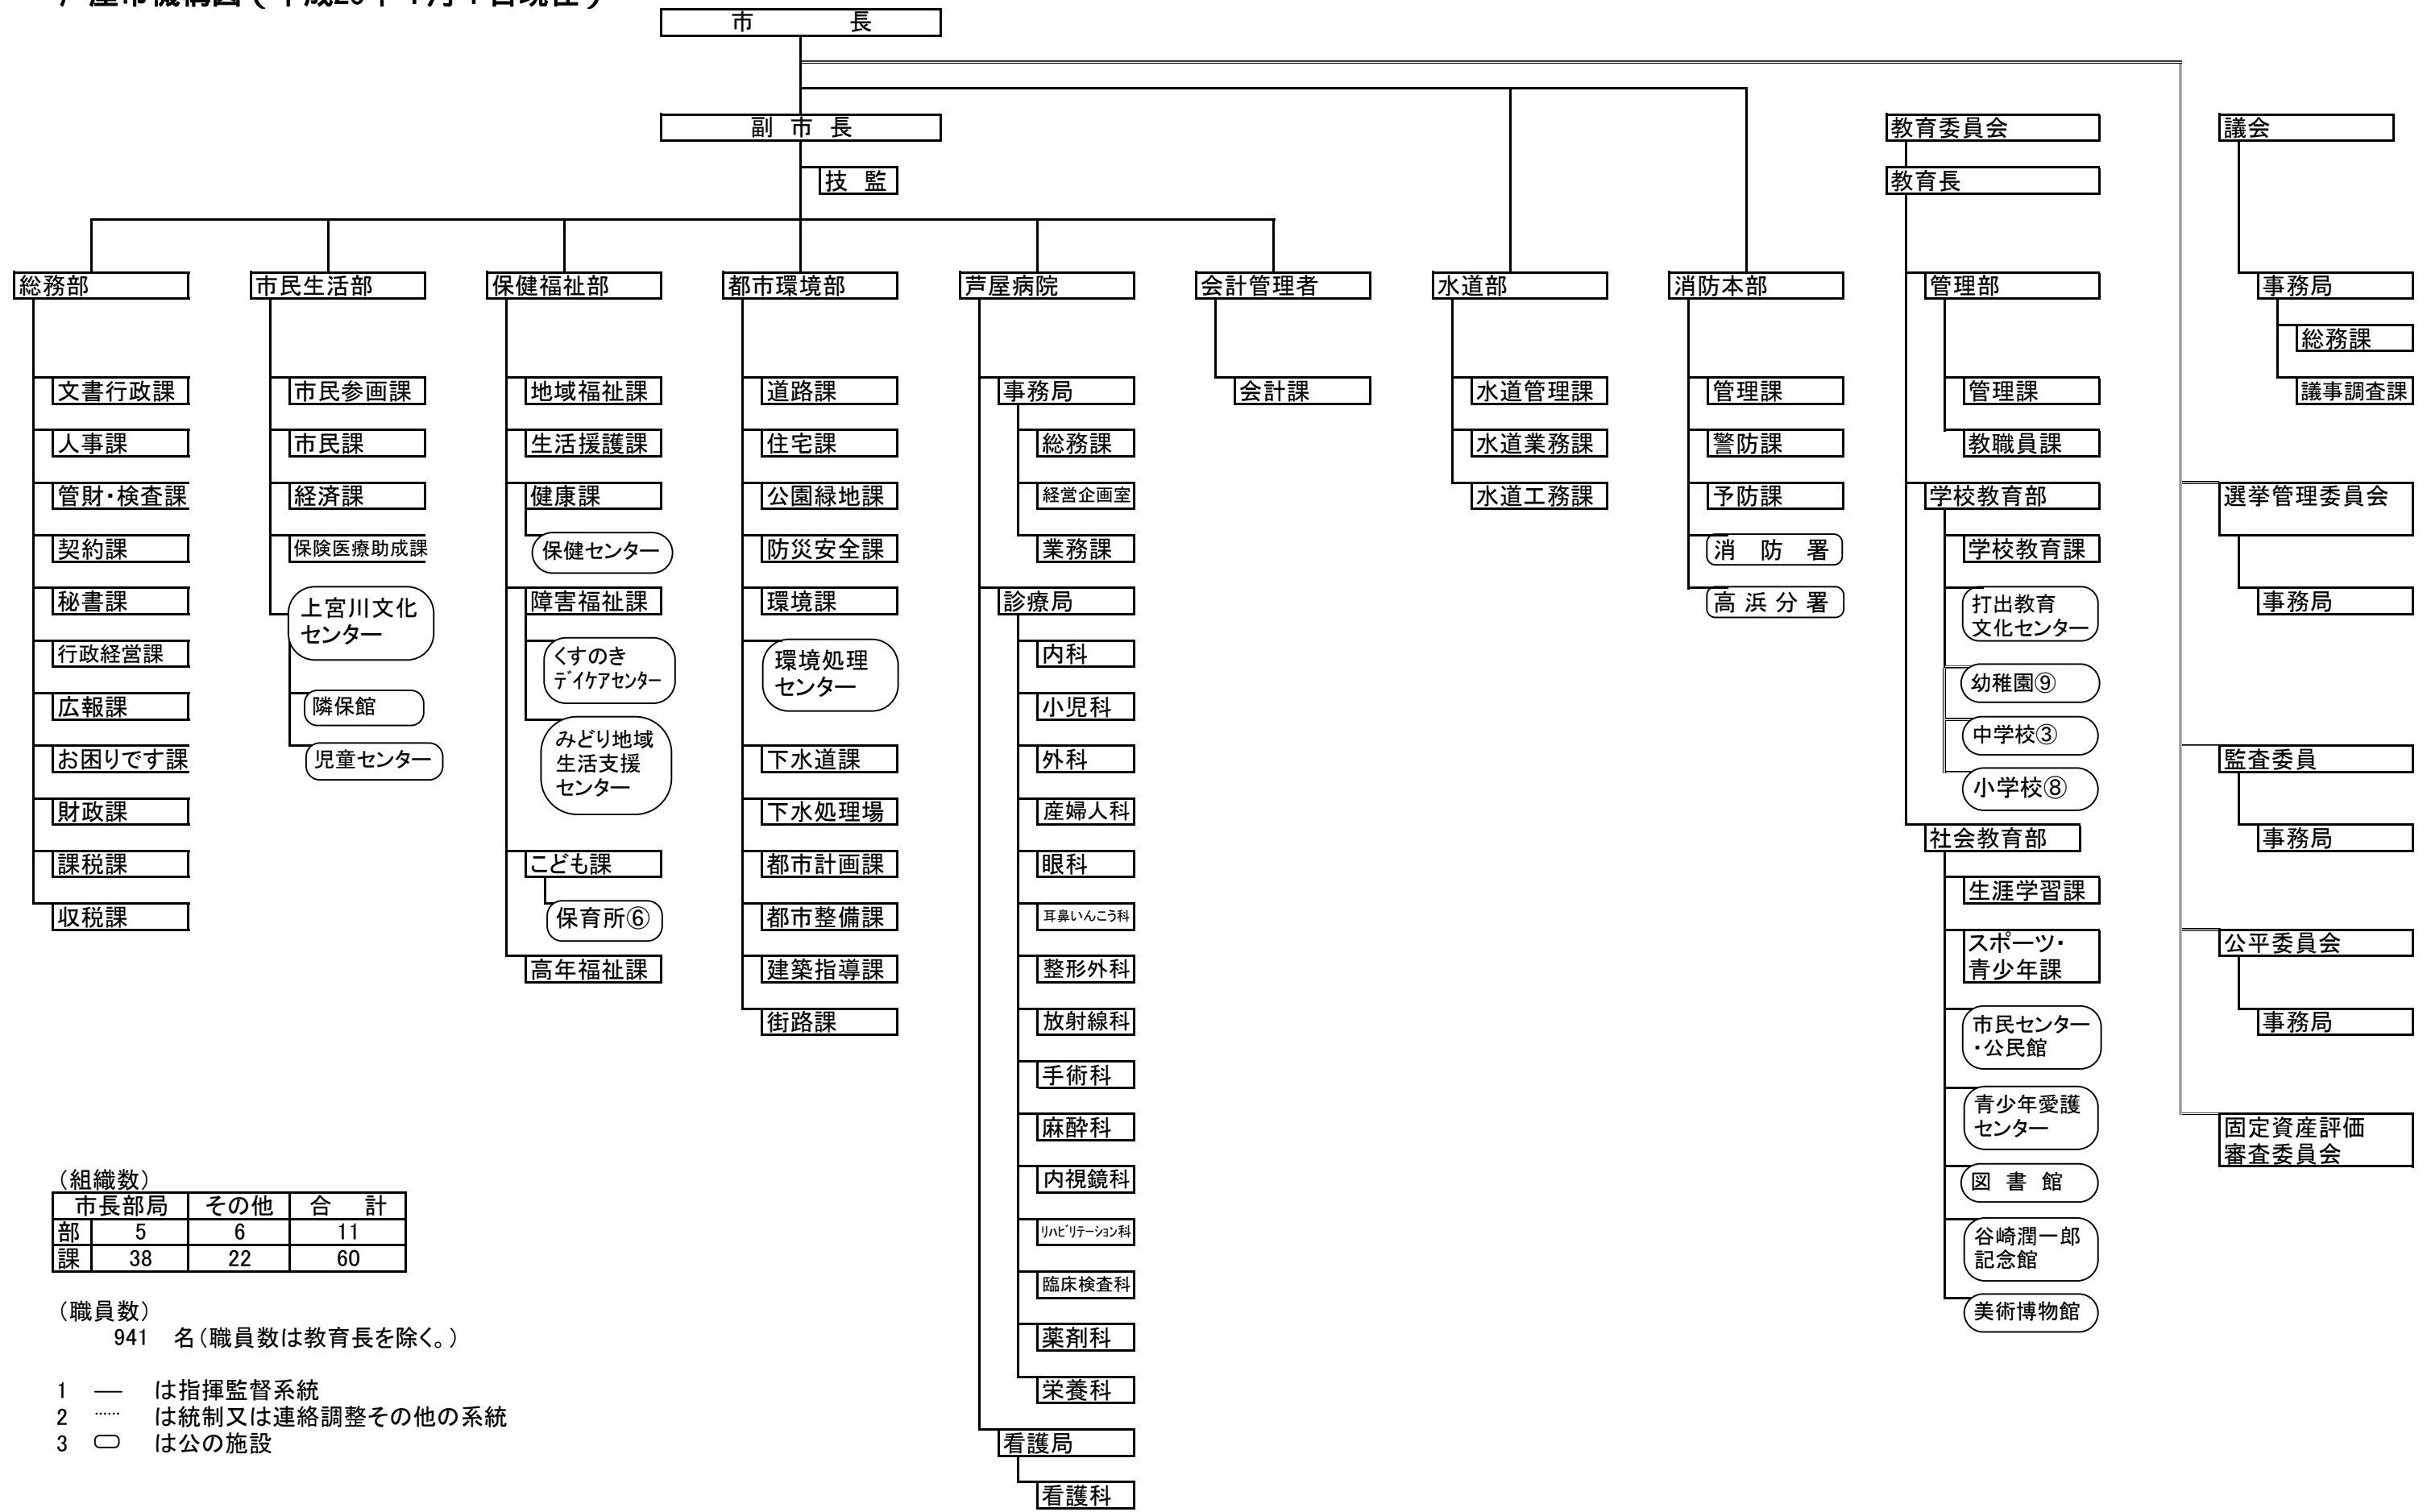 市長
副市長
技監
教育委員会
教育長
議会
総務部
文書行政課
人事課
管財・検査課
契約課
秘書課
行政経営課
広報課
お困りです課
財政課
課税課
収税課
市民生活部
市民参画課
市民課
経済課
保険医療助成課
上宮川文化
センター
隣保館
児童センター
保健福祉部
地域福祉課
生活援護課
健康課
保健センター
障害福祉課
くすのき
デイケアセンター
みどり地域
生活支援
センター
こども課
保育所⑥
高年福祉課
都市環境部
道路課
住宅課
公園緑地課
防災安全課
環境課
環境処理
センター
下水道課
下水処理場
都市計画課
都市整備課
建築指導課
街路課
芦屋病院
事務局
総務課
経営企画室
業務課
診療局
内科
小児科
外科
産婦人科
眼科
耳鼻いんこう科
整形外科
放射線科
手術科
麻酔科
内視鏡科
リハビリテーション科
臨床検査科
薬剤科
栄養科
看護局
看護科
会計管理者
会計課
水道部
水道管理課
水道業務課
水道工務課
消防本部
管理課
警防課
予防課
消防署
高浜分署
管理部
管理課
教職員課
学校教育部
学校教育課
打出教育
文化センター
幼稚園⑨
中学校③
小学校⑧
社会教育部
生涯学習課
スポーツ・
青少年課
市民センター
・公民館
青少年愛護
センター
図書館
谷崎潤一郎
記念館
美術博物館
事務局
総務課
議事調査課
選挙管理委員会
事務局
監査委員
事務局
公平委員会
事務局
固定資産評価
審査委員会
（組織数）
市長部局 その他 合計
部 5 6 11
課 38 22 60
（職員数）
941 名（職員数は教育長を除く。）
1 ― は指揮監督系統
2 …… は統制又は連絡調整その他の系統
3 は公の施設